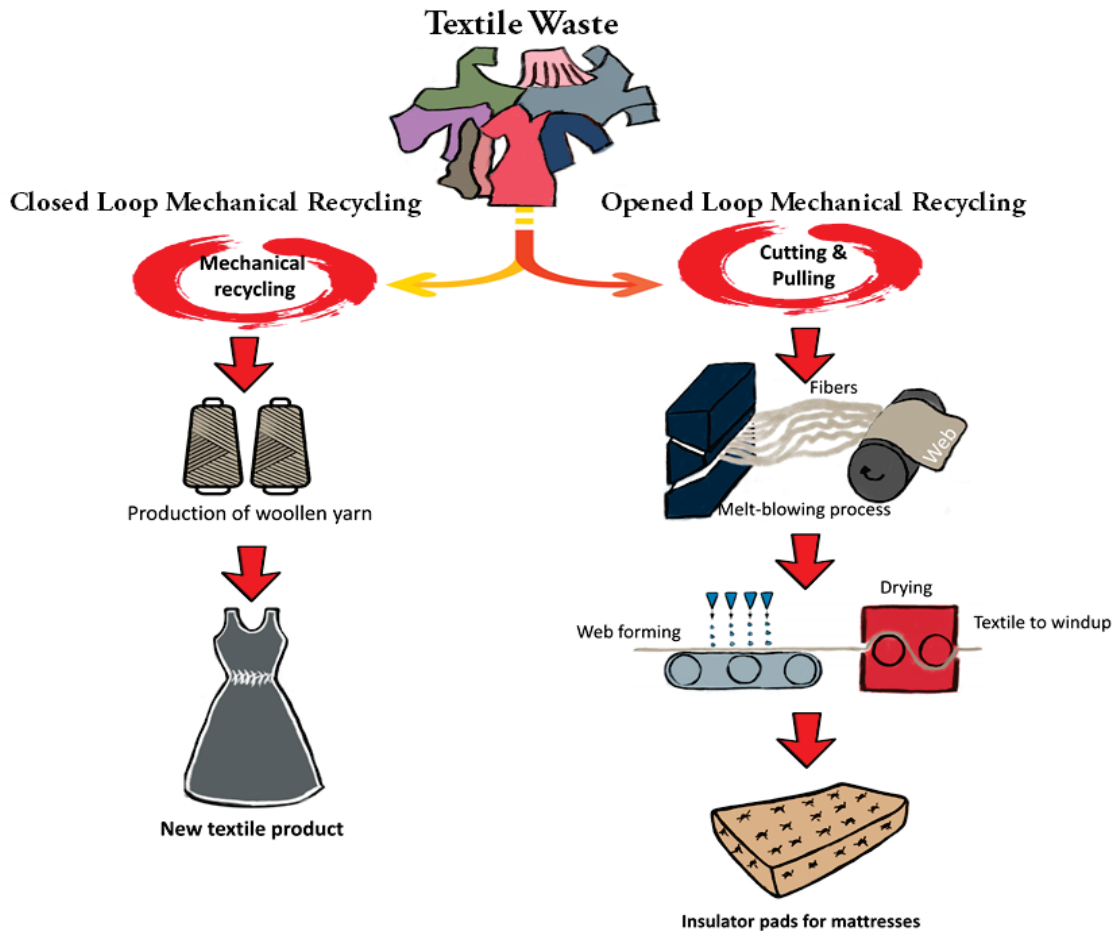 Textile Waste
Closed Loop Mechanical Recycling
Opened Loop Mechanical Recycling
Mechanical
recycling
Cutting &
Pulling
Fibers
Web
Production of woollen yarn
Melt-blowing process
Drying
Web forming
Textile to windup
New textile product
Insulator pads for mattresses